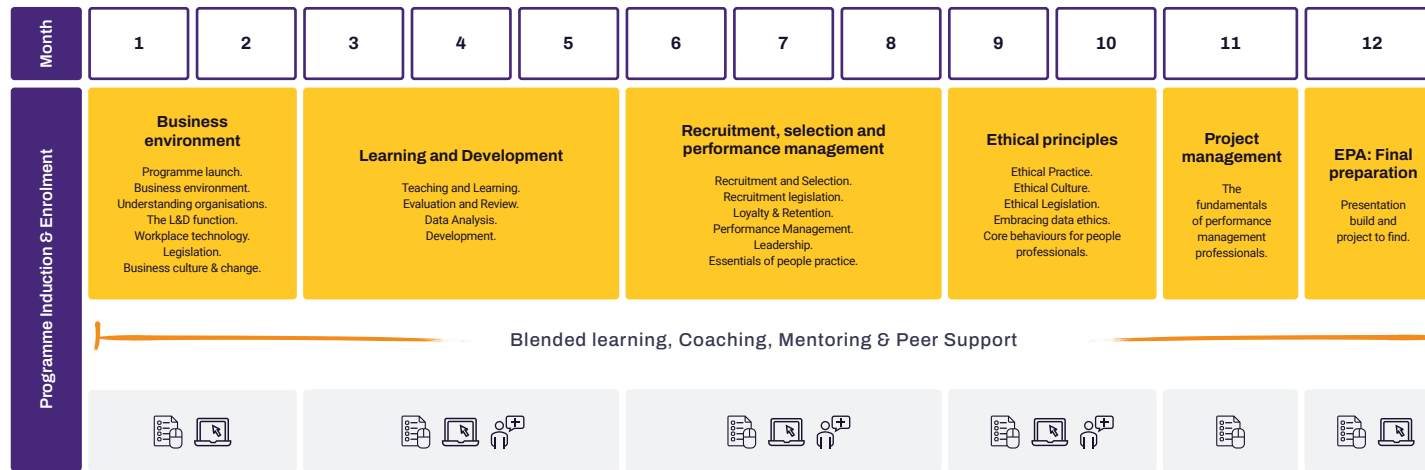 Month
1
2
3
4
5
6
7
8
9
10
11
12
Programme Induction & Enrolment
Business
environment
Programme launch.
Business environment.
Understanding organisations.
The L&D function.
Workplace technology.
Legislation.
Business culture & change.
Learning and Development
Teaching and Learning.
Evaluation and Review.
Data Analysis.
Development.
Recruitment, selection and
performance management
Recruitment and Selection.
Recruitment legislation.
Loyalty & Retention.
Performance Management.
Leadership.
Essentials of people practice.
Ethical principles
Ethical Practice.
Ethical Culture.
Ethical Legislation.
Embracing data ethics.
Core behaviours for people
professionals.
Project
management
The
fundamentals
of performance
management
professionals.
EPA: Final
preparation
Presentation
build and
project to find.
Blended learning, Coaching, Mentoring & Peer Support